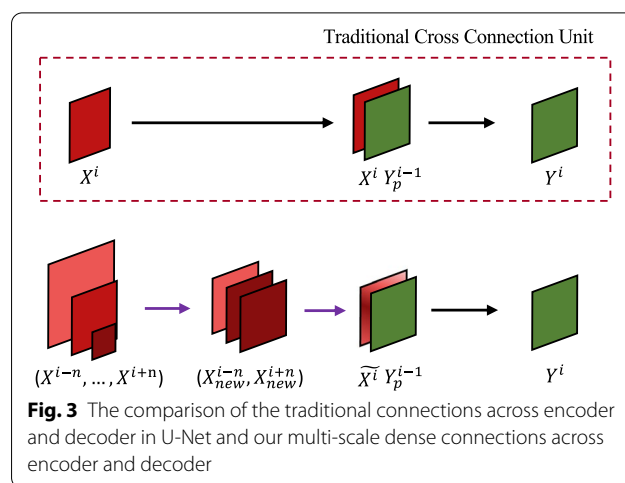 Traditional Cross Connection Unit
X^i X^i Y_p^{i−1} Y^i
(X^{i−n}, … , X^{i+n}) (X_{new}^{i−n}, X_{new}^{i+n}) \widetilde{X^i} Y_p^{i−1} Y^i
Fig. 3 The comparison of the traditional connections across encoder
and decoder in U-Net and our multi-scale dense connections across
encoder and decoder